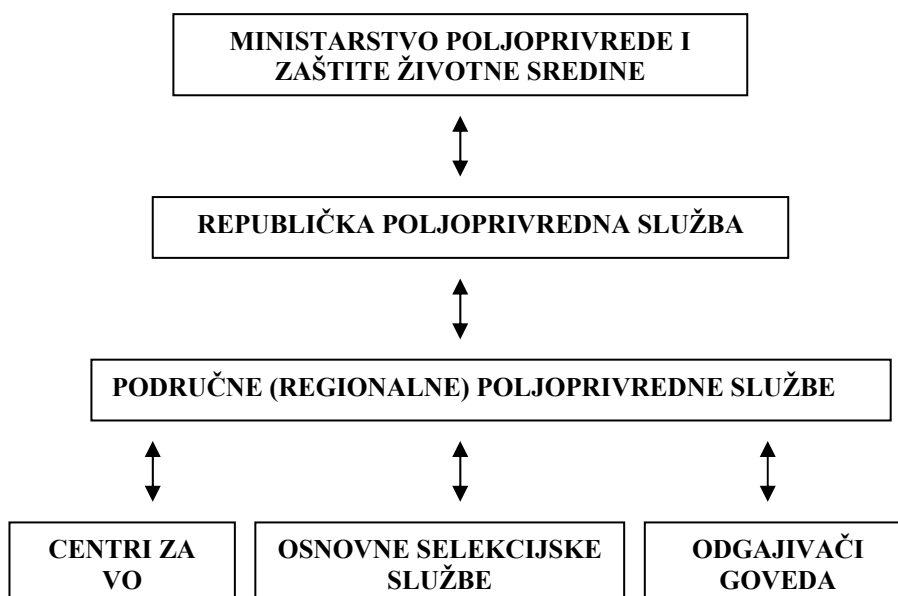 MINISTARSTVO POLJOPRIVREDE I
ZAŠTITE ŽIVOTNE SREDINE
REPUBLIČKA POLJOPRIVREDNA SLUŽBA
PODRUČNE (REGIONALNE) POLJOPRIVREDNE SLUŽBE
CENTRI ZA
VO
OSNOVNE SELEKCIJSKE
SLUŽBE
ODGAJIVAČI
GOVEDA